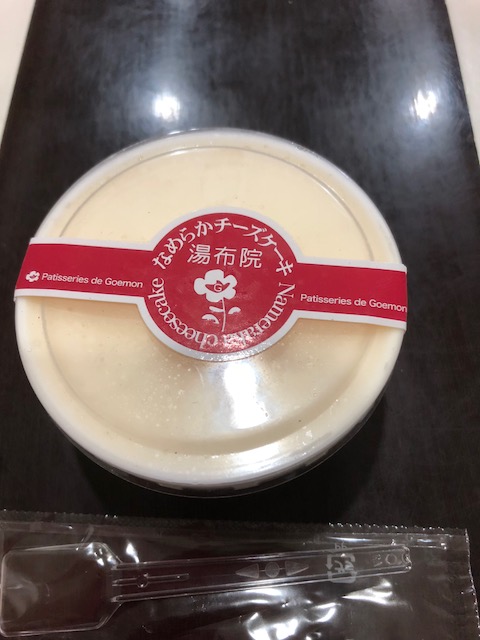 なめらかチーズケーキ
湯布院
G
Nameraka cheesecake
Patisseries de Goemon
Patisseries de Goemon